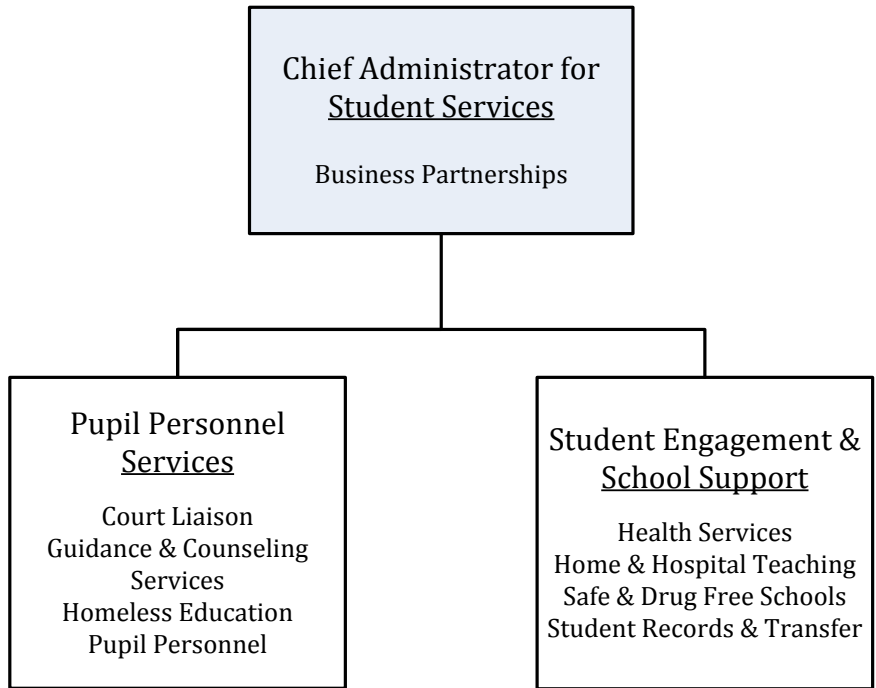 Chief Administrator for
Student Services
Business Partnerships
Pupil Personnel
Services
Court Liaison
Guidance & Counseling
Services
Homeless Education
Pupil Personnel
Student Engagement &
School Support
Health Services
Home & Hospital Teaching
Safe & Drug Free Schools
Student Records & Transfer